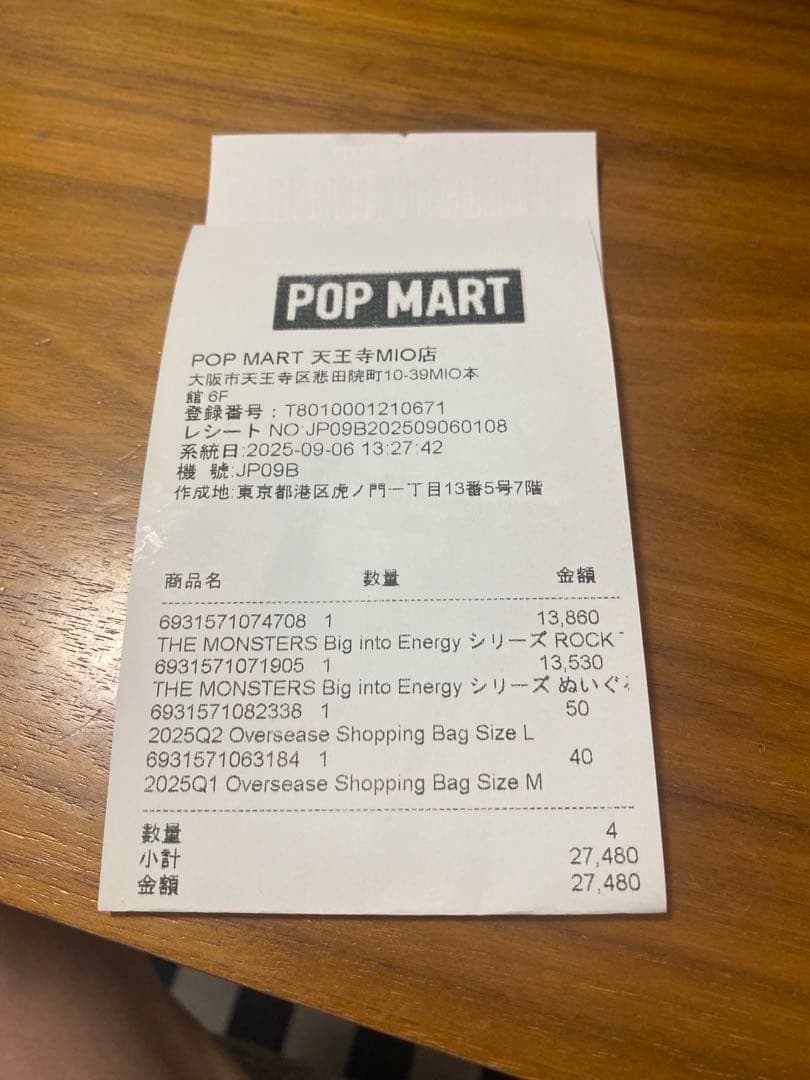 POP MART
POP MART 天王寺MIO店
大阪市天王寺区悲田院町10-39MIO本
館 6F
登録番号：T8010001210671
レシート NO:JP09B202509060108
系統日:2025-09-06 13:27:42
機 號:JP09B
作成地:東京都港区虎ノ門一丁目13番5号7階
商品名 数量 金額
6931571074708 1 13,860
THE MONSTERS Big into Energy シリーズ ROCK
6931571071905 1 13,530
THE MONSTERS Big into Energy シリーズ ぬいぐ
6931571082338 1 50
2025Q2 Oversease Shopping Bag Size L
6931571063184 1 40
2025Q1 Oversease Shopping Bag Size M
数量 4
小計 27,480
金額 27,480